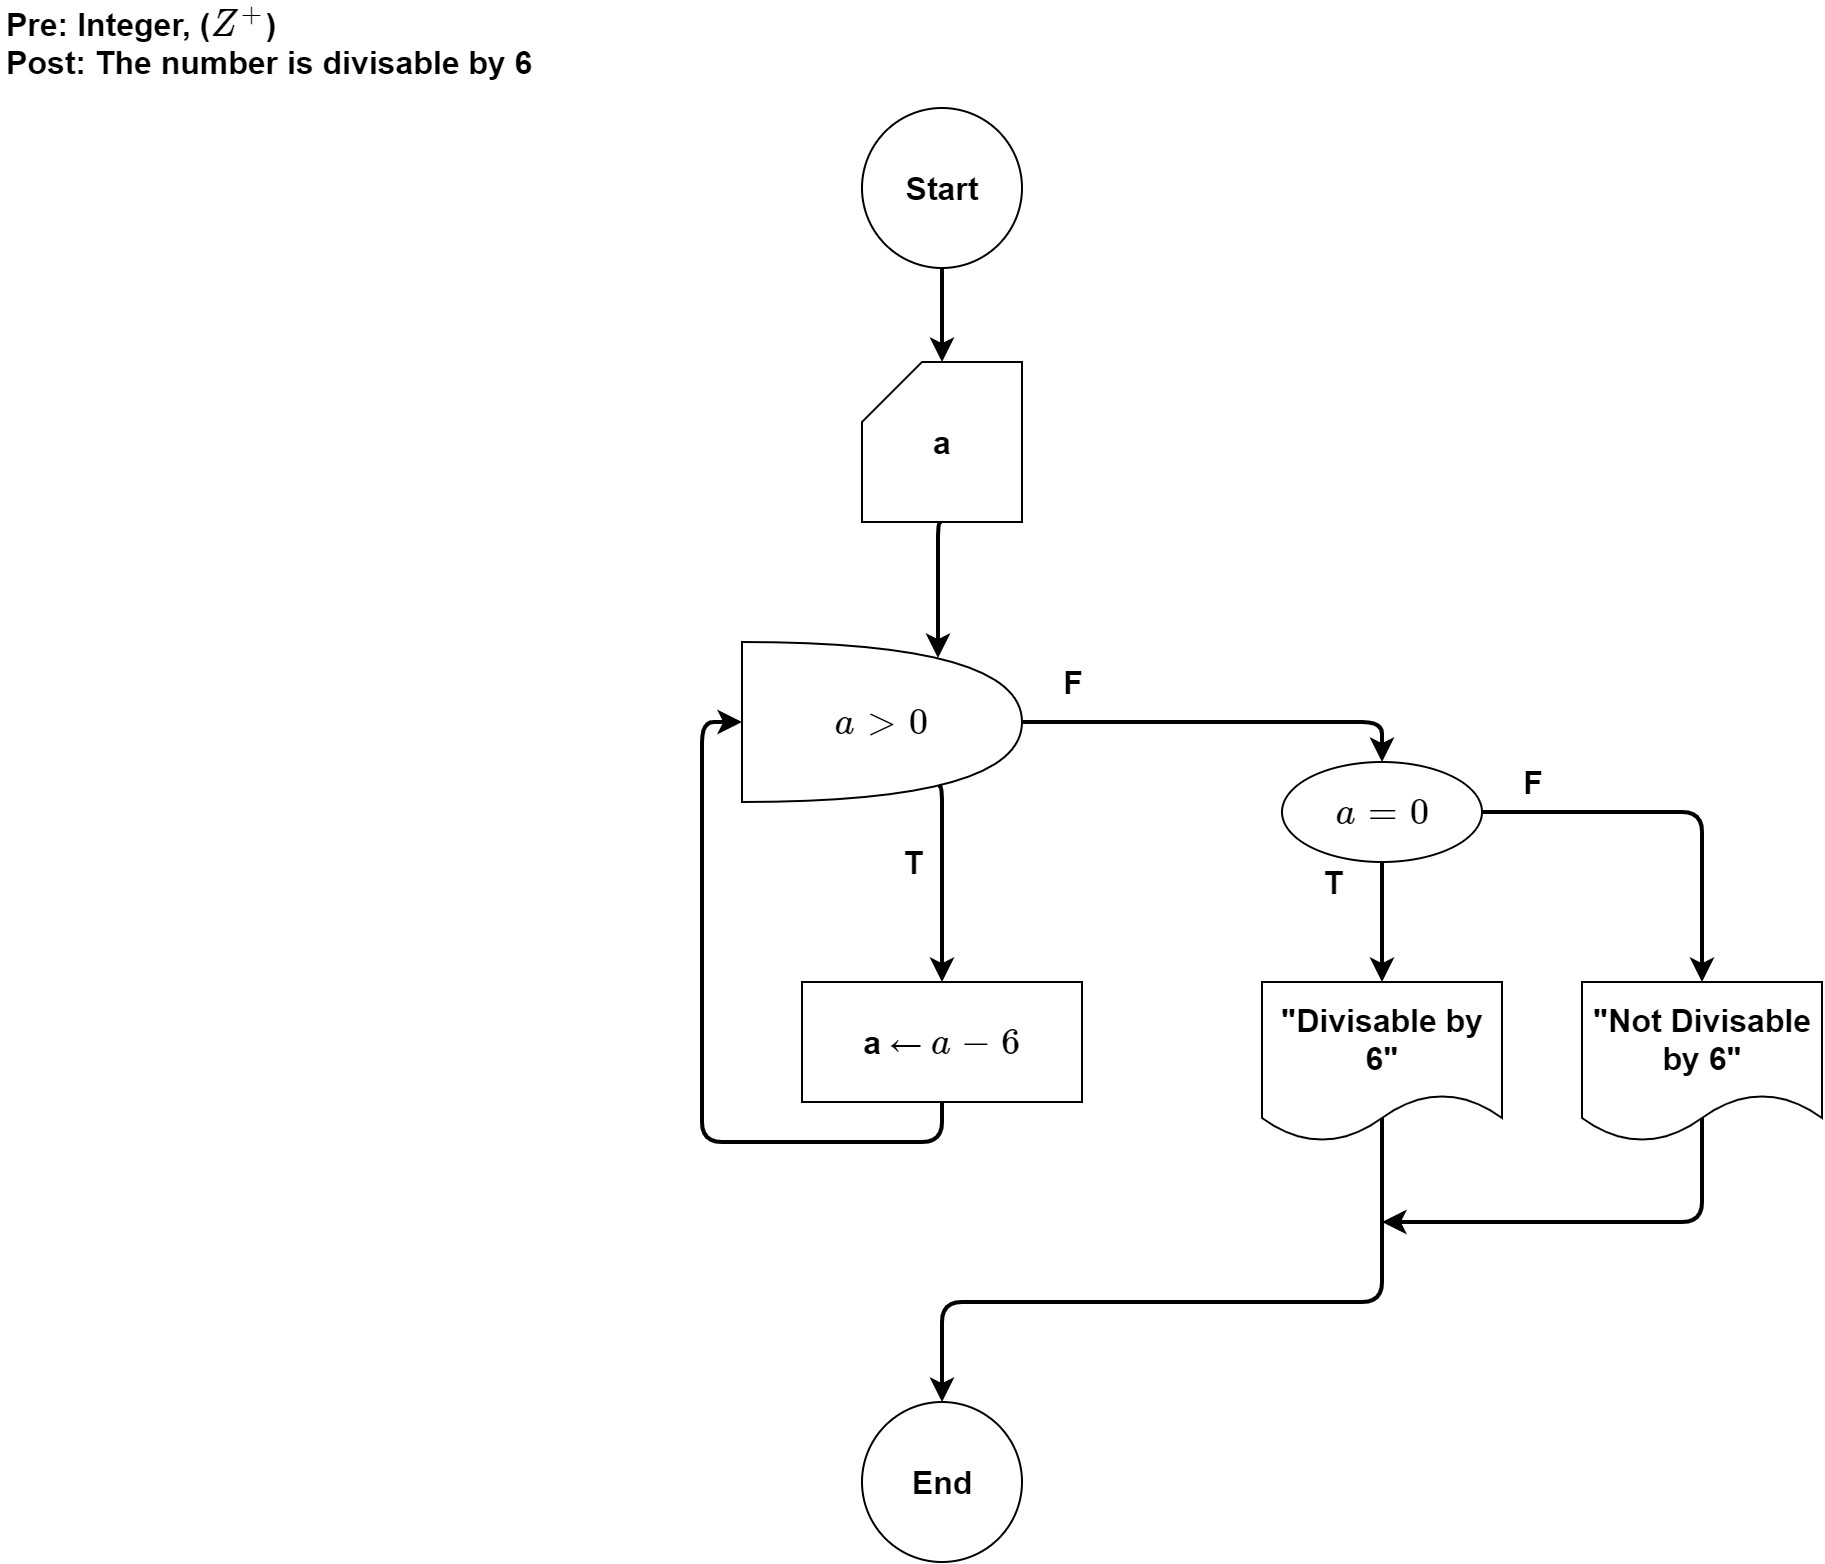 Pre: Integer, (Z⁺)
Post: The number is divisable by 6
Start
a
a > 0
F
T
a ← a − 6
a = 0
F
T
"Divisable by
6"
"Not Divisable
by 6"
End